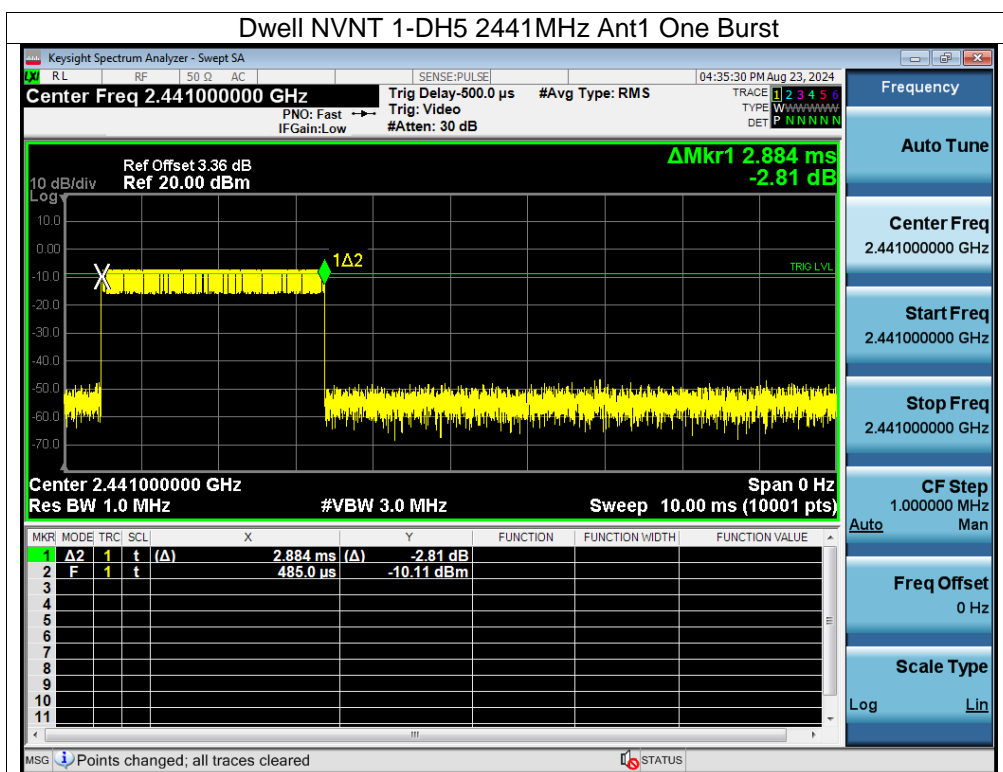 Dwell NVNT 1-DH5 2441MHz Ant1 One Burst
Keysight Spectrum Analyzer - Swept SA
LXI RL RF 50 Ω AC SENSE:PULSE 04:35:30 PM Aug 23, 2024
Center Freq 2.441000000 GHz Trig Delay-500.0 µs #Avg Type: RMS TRACE 1 2 3 4 5 6
PNO: Fast Trig: Video TYPE WWWWWW
IFGain:Low #Atten: 30 dB DET P N N N N N
Frequency
Auto Tune
Center Freq
2.441000000 GHz
Start Freq
2.441000000 GHz
Stop Freq
2.441000000 GHz
CF Step
1.000000 MHz
Auto Man
Freq Offset
0 Hz
Scale Type
Log Lin
ΔMkr1 2.884 ms
-2.81 dB
Ref Offset 3.36 dB
10 dB/div Ref 20.00 dBm
Log
10.0
0.00
-10.0
-20.0
-30.0
-40.0
-50.0
-60.0
-70.0
X
1Δ2
TRIG LVL
Center 2.441000000 GHz Span 0 Hz
Res BW 1.0 MHz #VBW 3.0 MHz Sweep 10.00 ms (10001 pts)
MKR MODE TRC SCL X Y FUNCTION FUNCTION WIDTH FUNCTION VALUE
1 Δ2 1 t (Δ) 2.884 ms (Δ) -2.81 dB
2 F 1 t 485.0 µs -10.11 dBm
3
4
5
6
7
8
9
10
11
MSG Points changed; all traces cleared STATUS